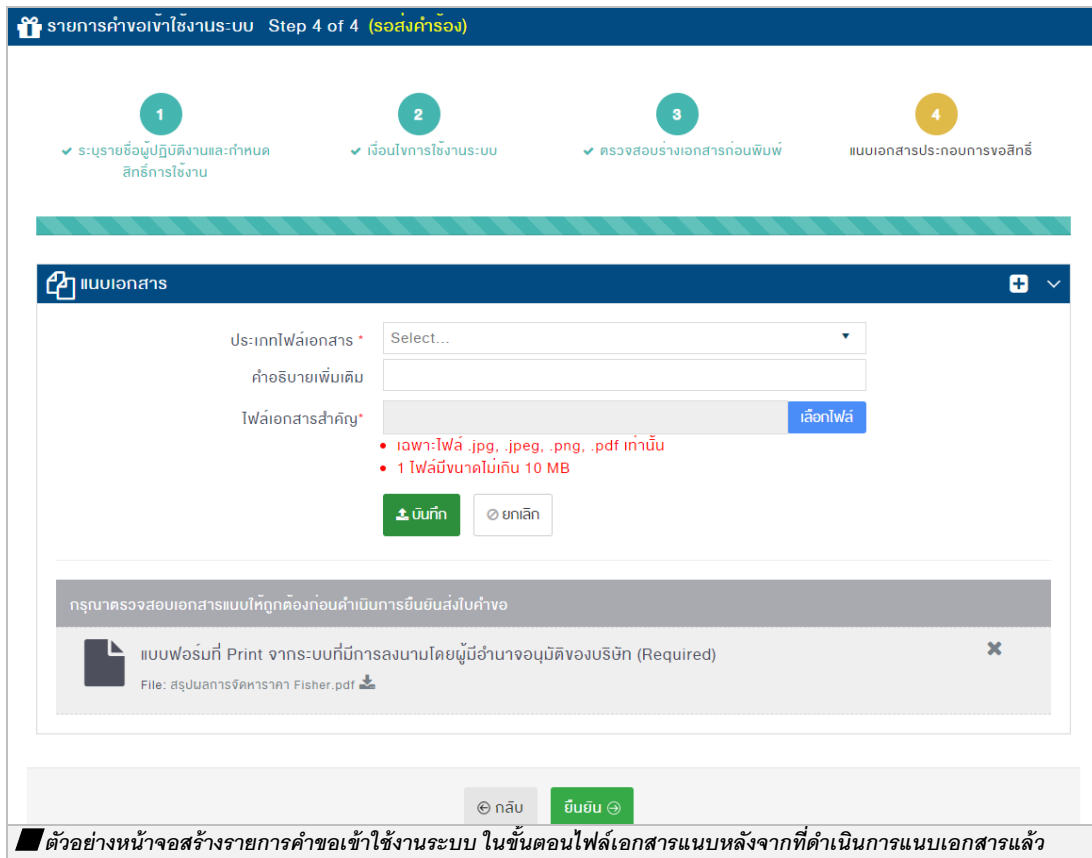 รายการคำขอเข้าใช้งานระบบ Step 4 of 4 (รอส่งคำร้อง)
1
2
3
4
ระบุรายชื่อผู้ปฏิบัติงานและกำหนด
สิทธิ์การใช้งาน
เงื่อนไขการใช้งานระบบ
ตรวจสอบร่างเอกสารก่อนพิมพ์
แนบเอกสารประกอบการขอสิทธิ์
แนบเอกสาร
ประเภทไฟล์เอกสาร *
Select...
คำอธิบายเพิ่มเติม
ไฟล์เอกสารสำคัญ*
เลือกไฟล์
• เฉพาะไฟล์ .jpg, .jpeg, .png, .pdf เท่านั้น
• 1 ไฟล์มีขนาดไม่เกิน 10 MB
บันทึก
ยกเลิก
กรุณาตรวจสอบเอกสารแนบให้ถูกต้องก่อนดำเนินการยืนยันส่งใบคำขอ
แบบฟอร์มที่ Print จากระบบที่มีการลงนามโดยผู้มีอำนาจอนุมัติของบริษัท (Required)
File: สรุปผลการจัดหาราคา Fisher.pdf
กลับ
ยืนยัน
ตัวอย่างหน้าจอสร้างรายการคำขอเข้าใช้งานระบบ ในขั้นตอนไฟล์เอกสารแนบหลังจากที่ดำเนินการแนบเอกสารแล้ว